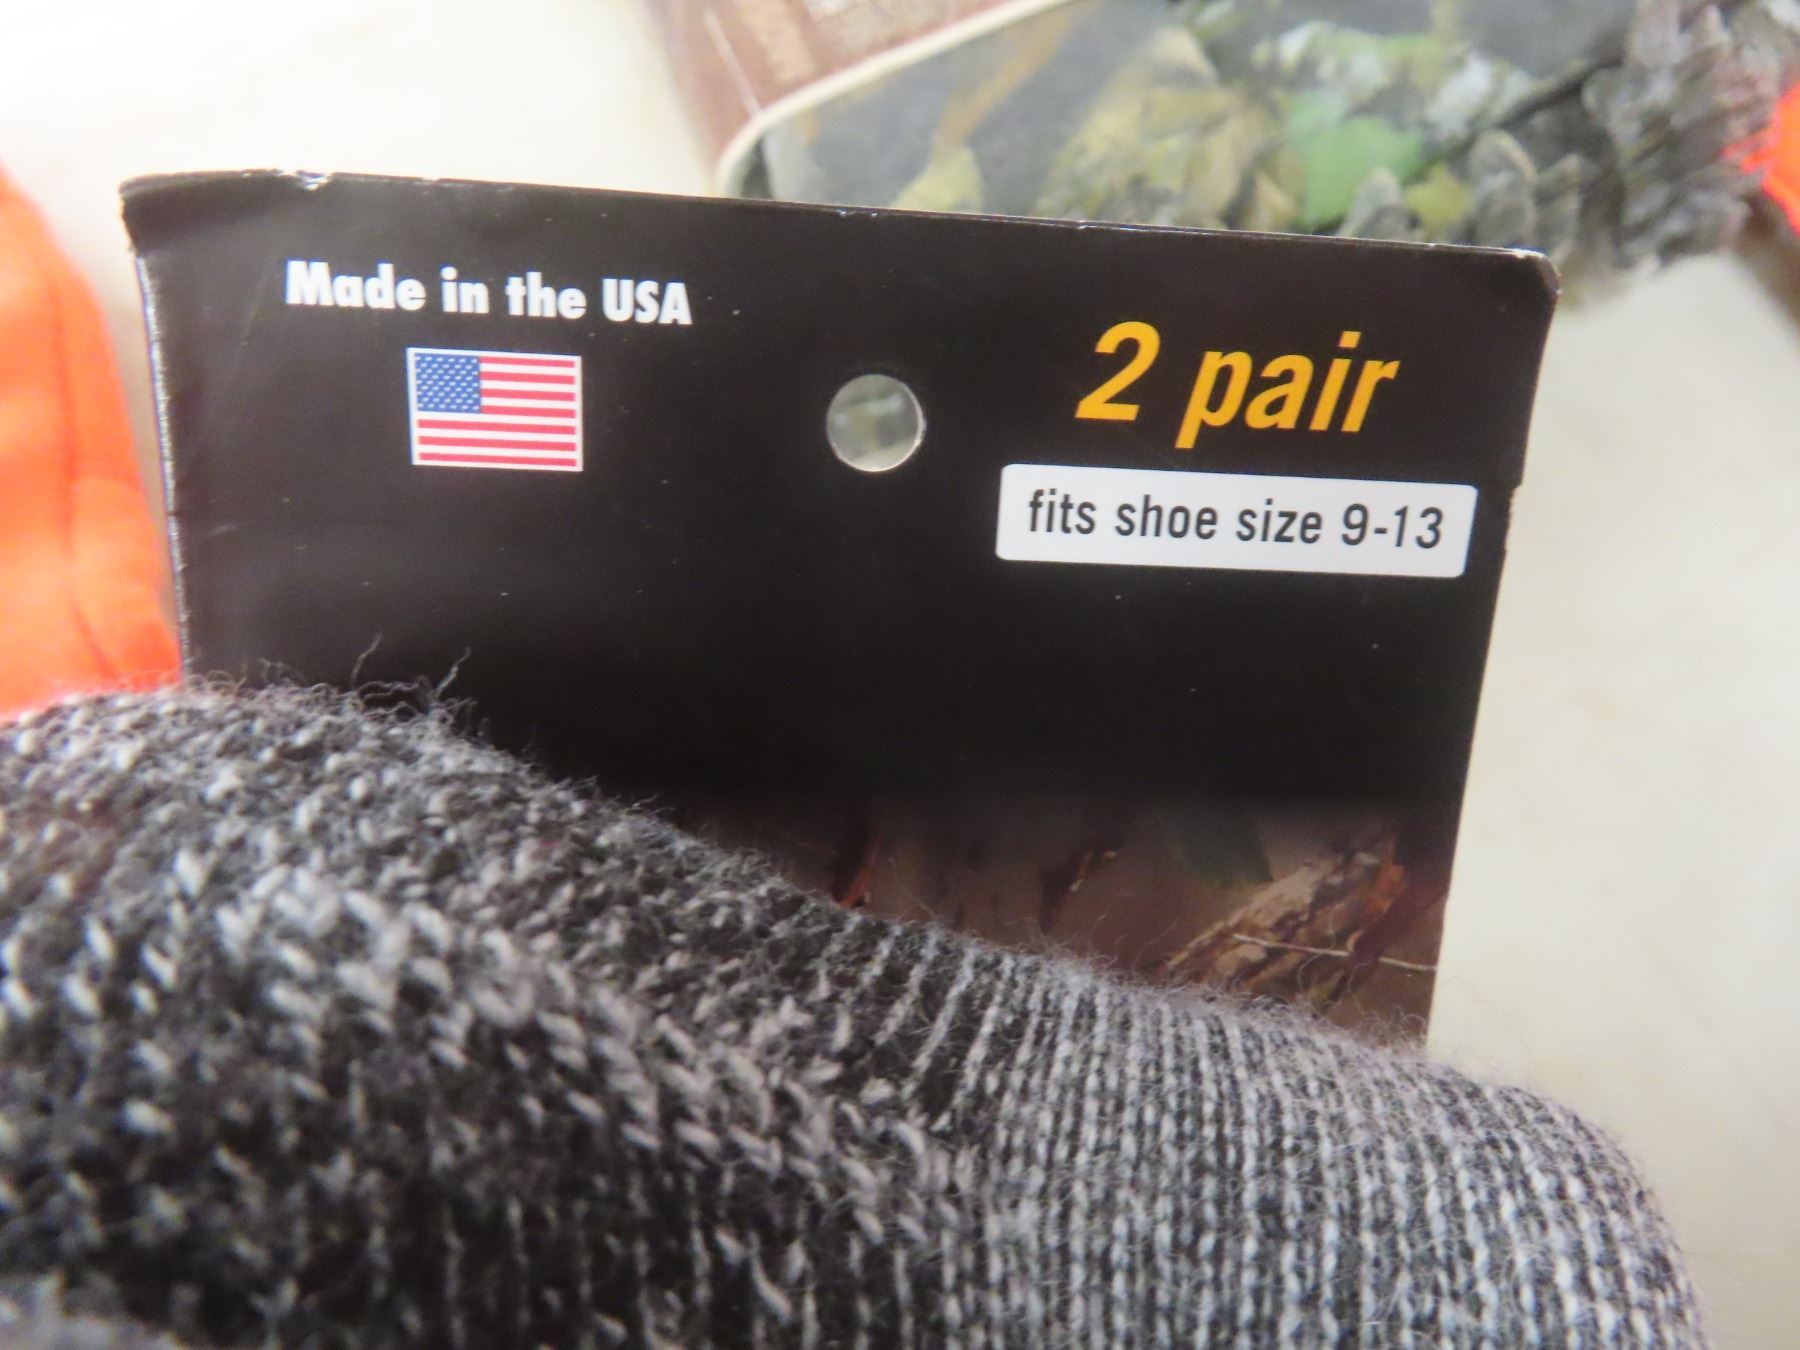 Made in the USA
2 pair
fits shoe size 9-13